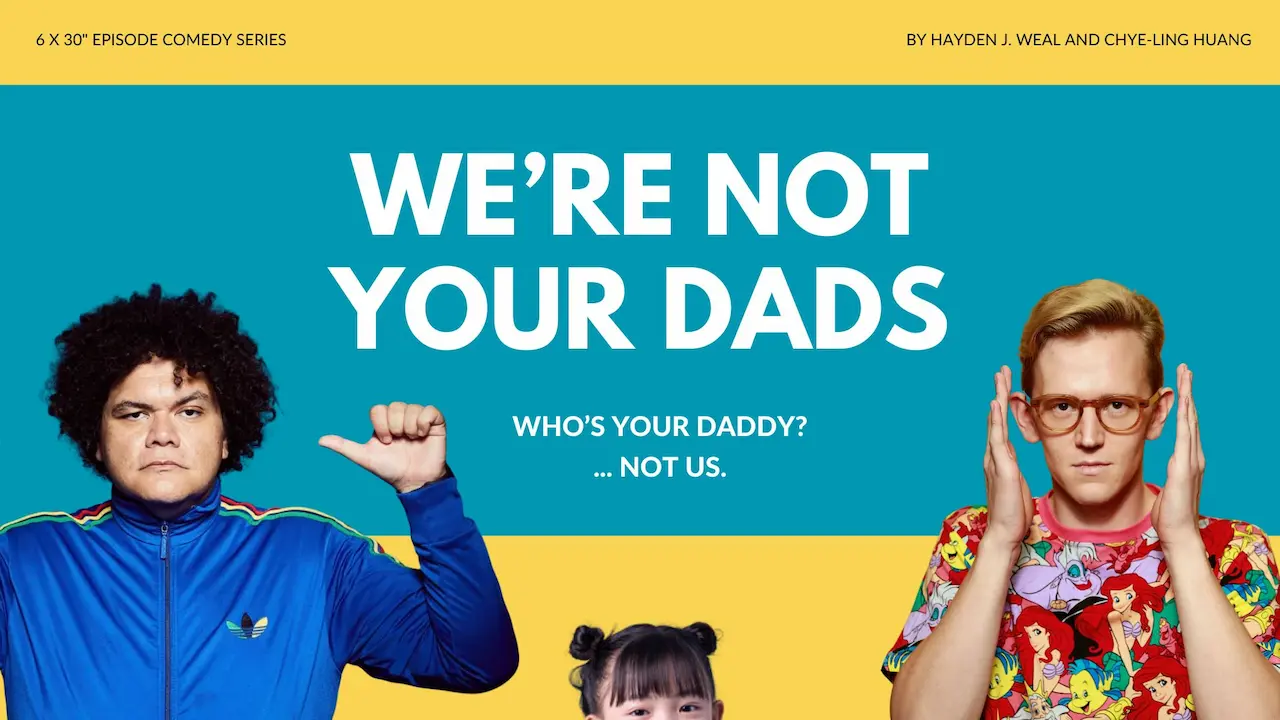 6 X 30" EPISODE COMEDY SERIES
BY HAYDEN J. WEAL AND CHYE-LING HUANG
WE’RE NOT
YOUR DADS
WHO’S YOUR DADDY?
... NOT US.